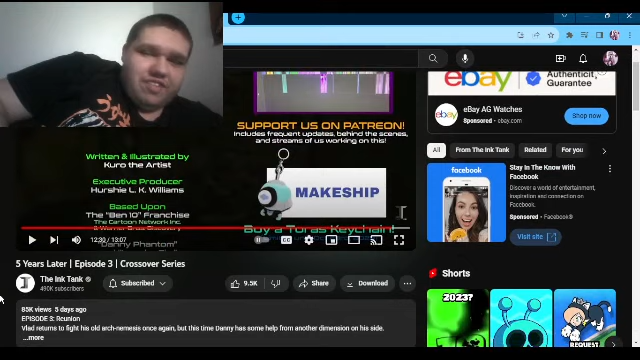 ebay
Authenticity
Guarantee
eBay AG Watches
Sponsored · ebay.com
Shop now
SUPPORT US ON PATREON!
Includes frequent updates, behind the scenes,
and streams of us working on this!
Written & Illustrated by
Kuro the Artist
Executive Producer
Hurshie L. K. Williams
Based Upon
The "Ben 10" Franchise
The Cartoon Network Inc.
"Danny Phantom"
MAKESHIP
Buy a Toras Keychain!
12:30 / 13:07
CC
5 Years Later | Episode 3 | Crossover Series
The Ink Tank
490K subscribers
Subscribed
9.5K
Share
Download
85K views 5 days ago
EPISODE 3: Reunion
Vlad returns to fight his old arch-nemesis once again, but this time Danny has some help from another dimension on his side.
...more
All
From The Ink Tank
Related
For you
facebook
Stay In The Know With
Facebook
Discover a world of
entertainment,
inspiration and
connection on
Facebook.
Sponsored · Facebook®
Visit site
Shorts
2023?
REQUEST